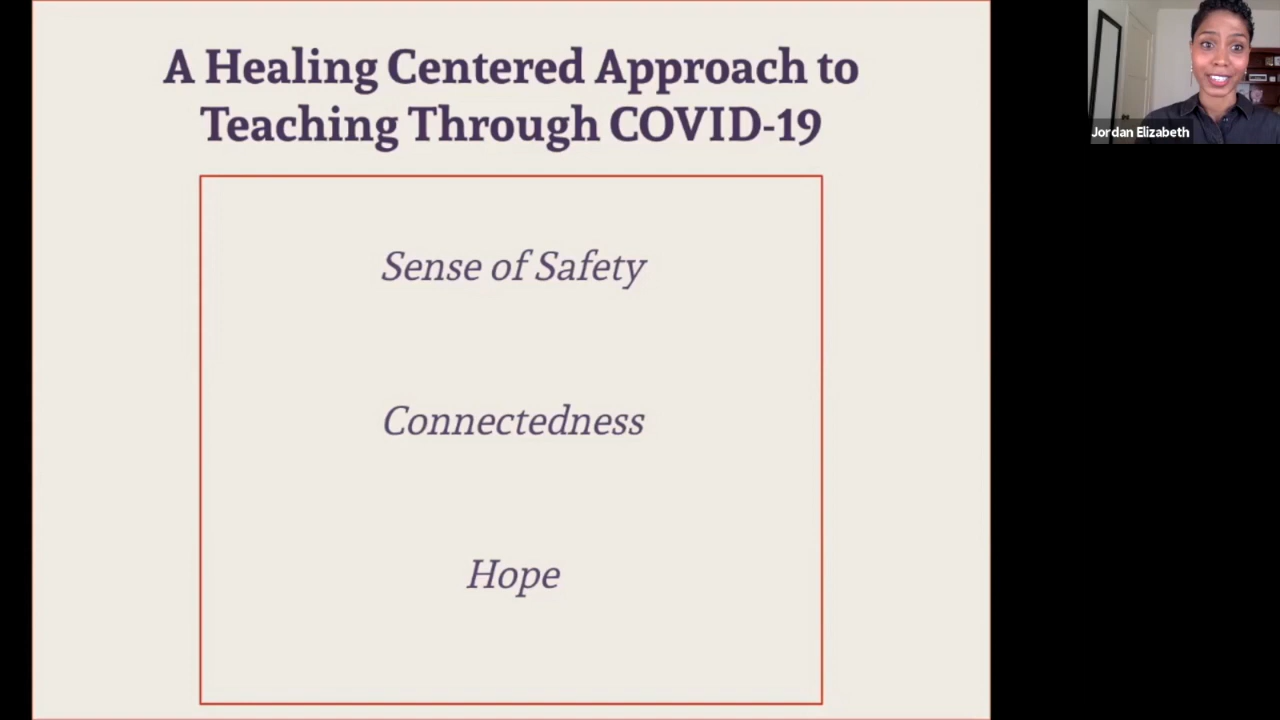 A Healing Centered Approach to
Teaching Through COVID-19
Sense of Safety
Connectedness
Hope
Jordan Elizabeth